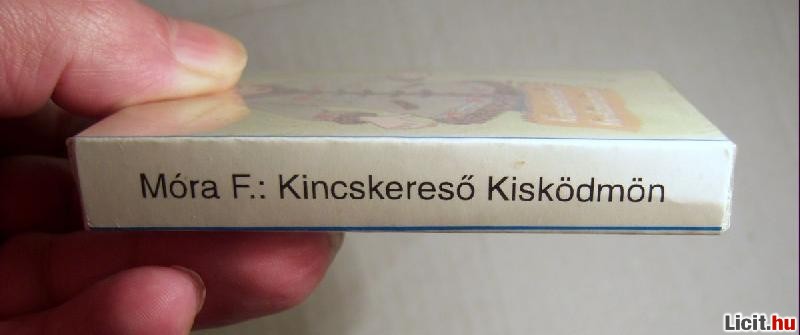 Móra F.: Kincskereső Kisködmön
Licit.hu